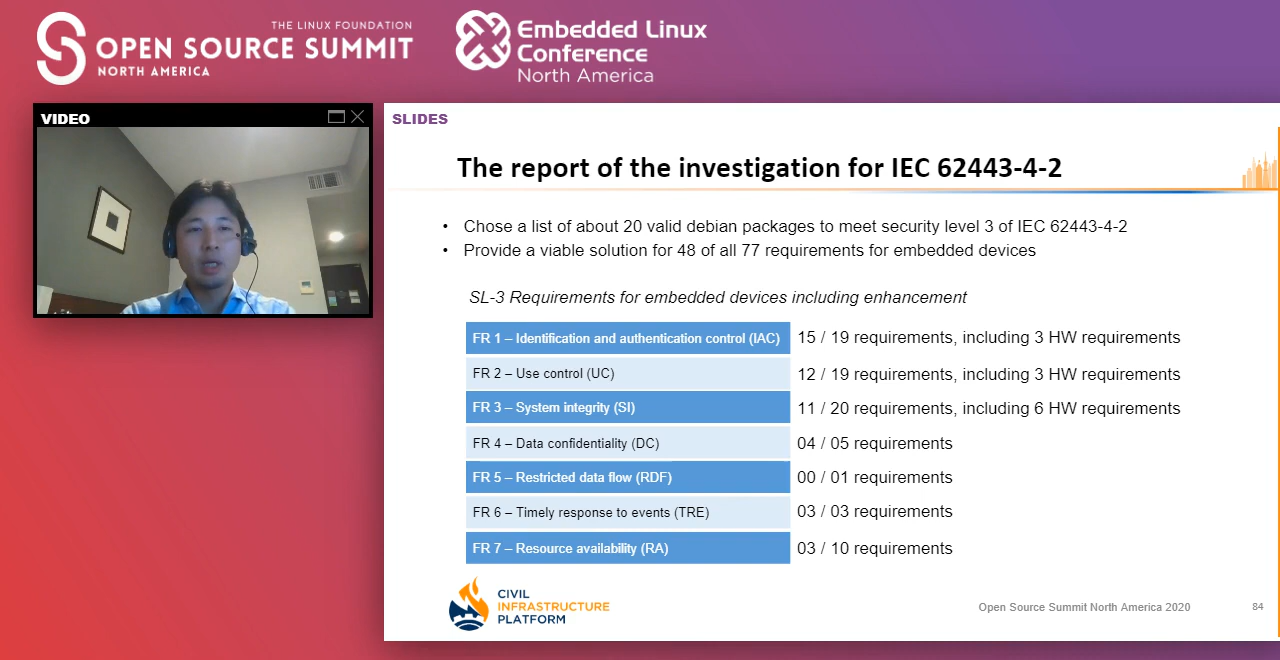 THE LINUX FOUNDATION
OPEN SOURCE SUMMIT
NORTH AMERICA
Embedded Linux
Conference
North America
VIDEO
SLIDES
The report of the investigation for IEC 62443-4-2
• Chose a list of about 20 valid debian packages to meet security level 3 of IEC 62443-4-2
• Provide a viable solution for 48 of all 77 requirements for embedded devices
SL-3 Requirements for embedded devices including enhancement
FR 1 – Identification and authentication control (IAC) 15 / 19 requirements, including 3 HW requirements
FR 2 – Use control (UC) 12 / 19 requirements, including 3 HW requirements
FR 3 – System integrity (SI) 11 / 20 requirements, including 6 HW requirements
FR 4 – Data confidentiality (DC) 04 / 05 requirements
FR 5 – Restricted data flow (RDF) 00 / 01 requirements
FR 6 – Timely response to events (TRE) 03 / 03 requirements
FR 7 – Resource availability (RA) 03 / 10 requirements
CIVIL
INFRASTRUCTURE
PLATFORM
Open Source Summit North America 2020 84